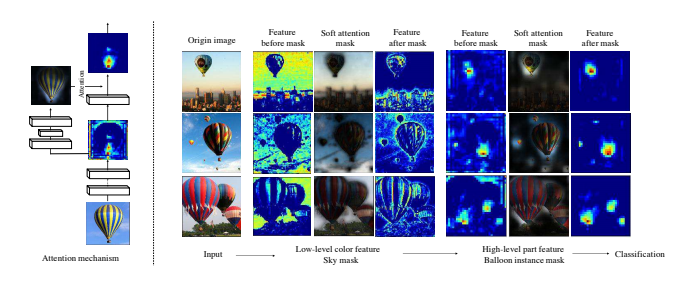 Attention
Attention mechanism
Origin image
Feature
before mask
Soft attention
mask
Feature
after mask
Feature
before mask
Soft attention
mask
Feature
after mask
Input
Low-level color feature
Sky mask
High-level part feature
Balloon instance mask
Classification